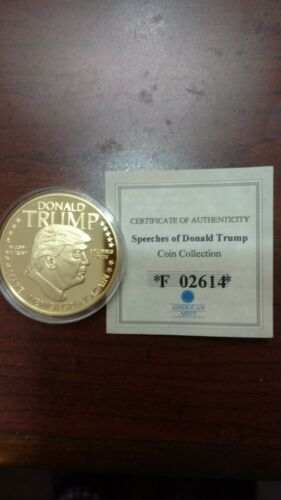 DONALD
TRUMP
CERTIFICATE OF AUTHENTICITY
Speeches of Donald Trump
Coin Collection
*F 02614*
AMERICAN
MINT